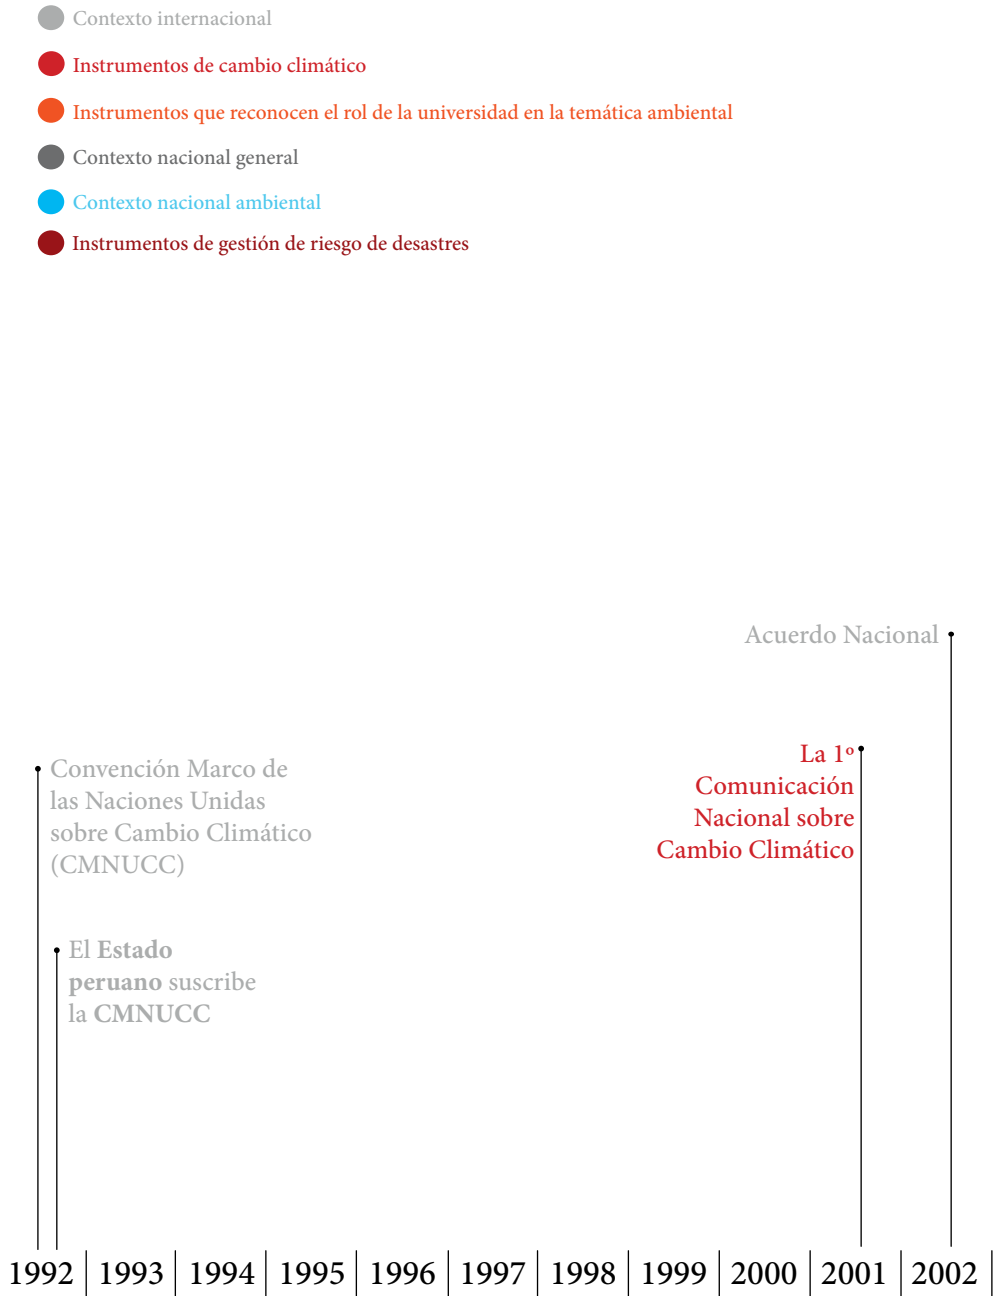 Contexto internacional
Instrumentos de cambio climático
Instrumentos que reconocen el rol de la universidad en la temática ambiental
Contexto nacional general
Contexto nacional ambiental
Instrumentos de gestión de riesgo de desastres
Acuerdo Nacional
La 1º
Comunicación
Nacional sobre
Cambio Climático
Convención Marco de
las Naciones Unidas
sobre Cambio Climático
(CMNUCC)
El Estado
peruano suscribe
la CMNUCC
1992 1993 1994 1995 1996 1997 1998 1999 2000 2001 2002